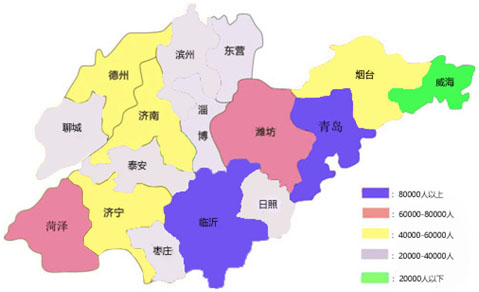 滨州
东营
德州
烟台
威海
济南
淄
博
聊城
潍坊
青岛
泰安
菏泽
济宁
临沂
日照
枣庄
：80000人以上
：60000-80000人
：40000-60000人
：20000-40000人
：20000人以下